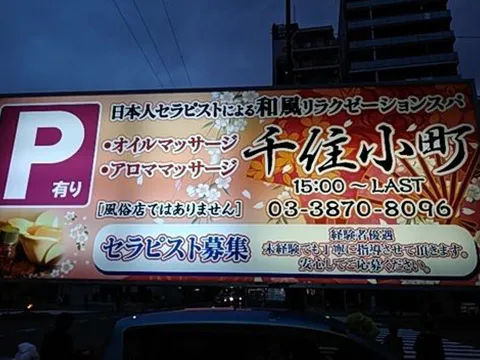 P
有り
日本人セラピストによる和風リラクゼーションスパ
•オイルマッサージ
•アロママッサージ
千住小町
15:00 ～ LAST
[風俗店ではありません]
03-3870-8096
セラピスト募集
経験者優遇
未経験でも丁寧に指導させて頂きます。
安心してご応募ください。